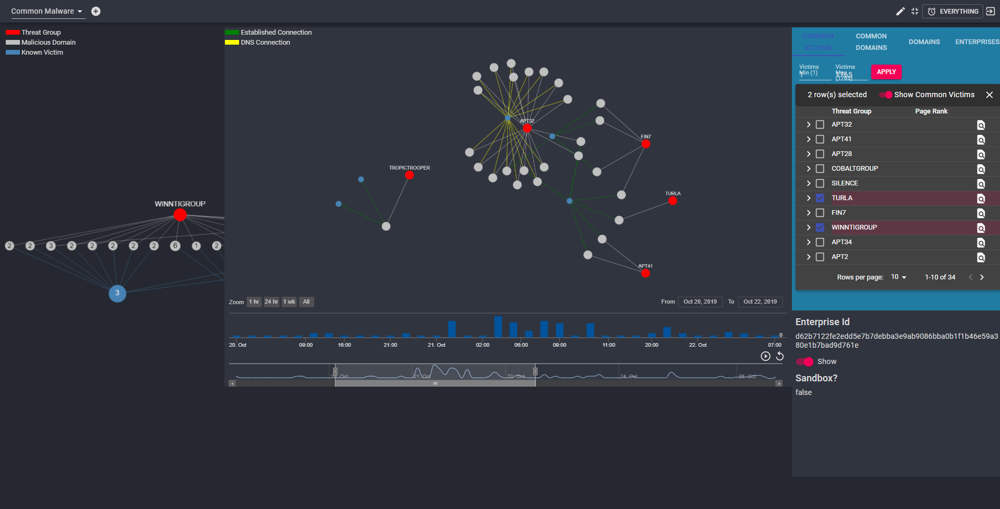 Common Malware
EVERYTHING
Threat Group
Malicious Domain
Known Victim
WINNTIGROUP
2 2 3 2 2 2 2 2 6 1 2
3
Established Connection
DNS Connection
APT32
FIN7
TROPICTROOPER
TURLA
APT41
Zoom 1 hr 24 hr 1 wk All
From Oct 20, 2019 To Oct 22, 2019
0
20. Oct 09:00 16:00 21:00 21. Oct 02:00 06:00 09:00 11:00 20:00 22. Oct 07:00
21. Oct 22. Oct 24. Oct 26. Oct
COMMON VICTIMS
COMMON DOMAINS
DOMAINS
ENTERPRISES
Victims Min (1)
1
Victims Max (1765)
1765
APPLY
2 row(s) selected
Show Common Victims
Threat Group Page Rank
APT32
APT41
APT28
COBALTGROUP
SILENCE
TURLA
FIN7
WINNTIGROUP
APT34
APT2
Rows per page: 10 1-10 of 34
Enterprise Id
d62b7122fe2edd5e7b7debba3e9ab9086bba0b1f1b46e59a3
80e1b7bad9d761e
Show
Sandbox?
false